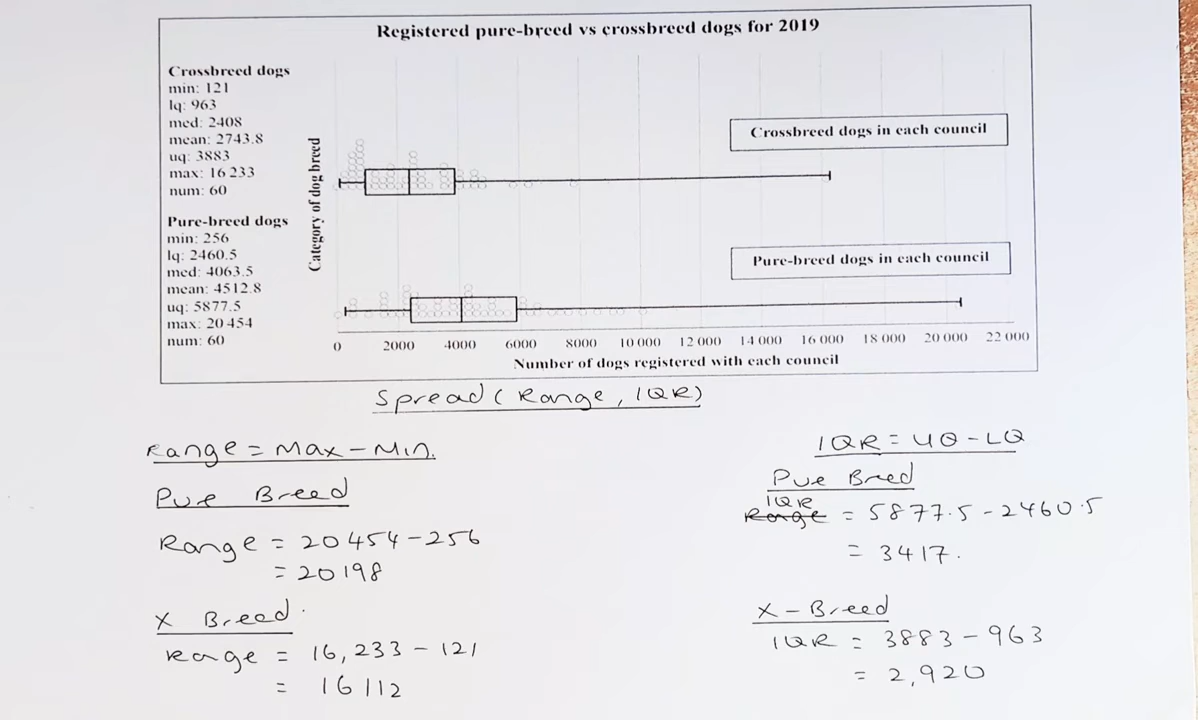 Registered pure-breed vs crossbreed dogs for 2019
Crossbreed dogs
min: 121
lq: 963
med: 2408
mean: 2743.8
uq: 3883
max: 16 233
num: 60
Pure-breed dogs
min: 256
lq: 2460.5
med: 4063.5
mean: 4512.8
uq: 5877.5
max: 20 454
num: 60
Category of dog breed
Crossbreed dogs in each council
Pure-breed dogs in each council
0 2000 4000 6000 8000 10 000 12 000 14 000 16 000 18 000 20 000 22 000
Number of dogs registered with each council
Spread (Range, IQR)
Range = Max - Min.
Pure Breed
Range = 20 454 - 256
= 20198
X Breed.
Range = 16,233 - 121
= 16112
IQR = UQ - LQ
Pure Breed
IQR
Range = 5877.5 - 2460.5
= 3417.
X - Breed
IQR = 3883 - 963
= 2,920